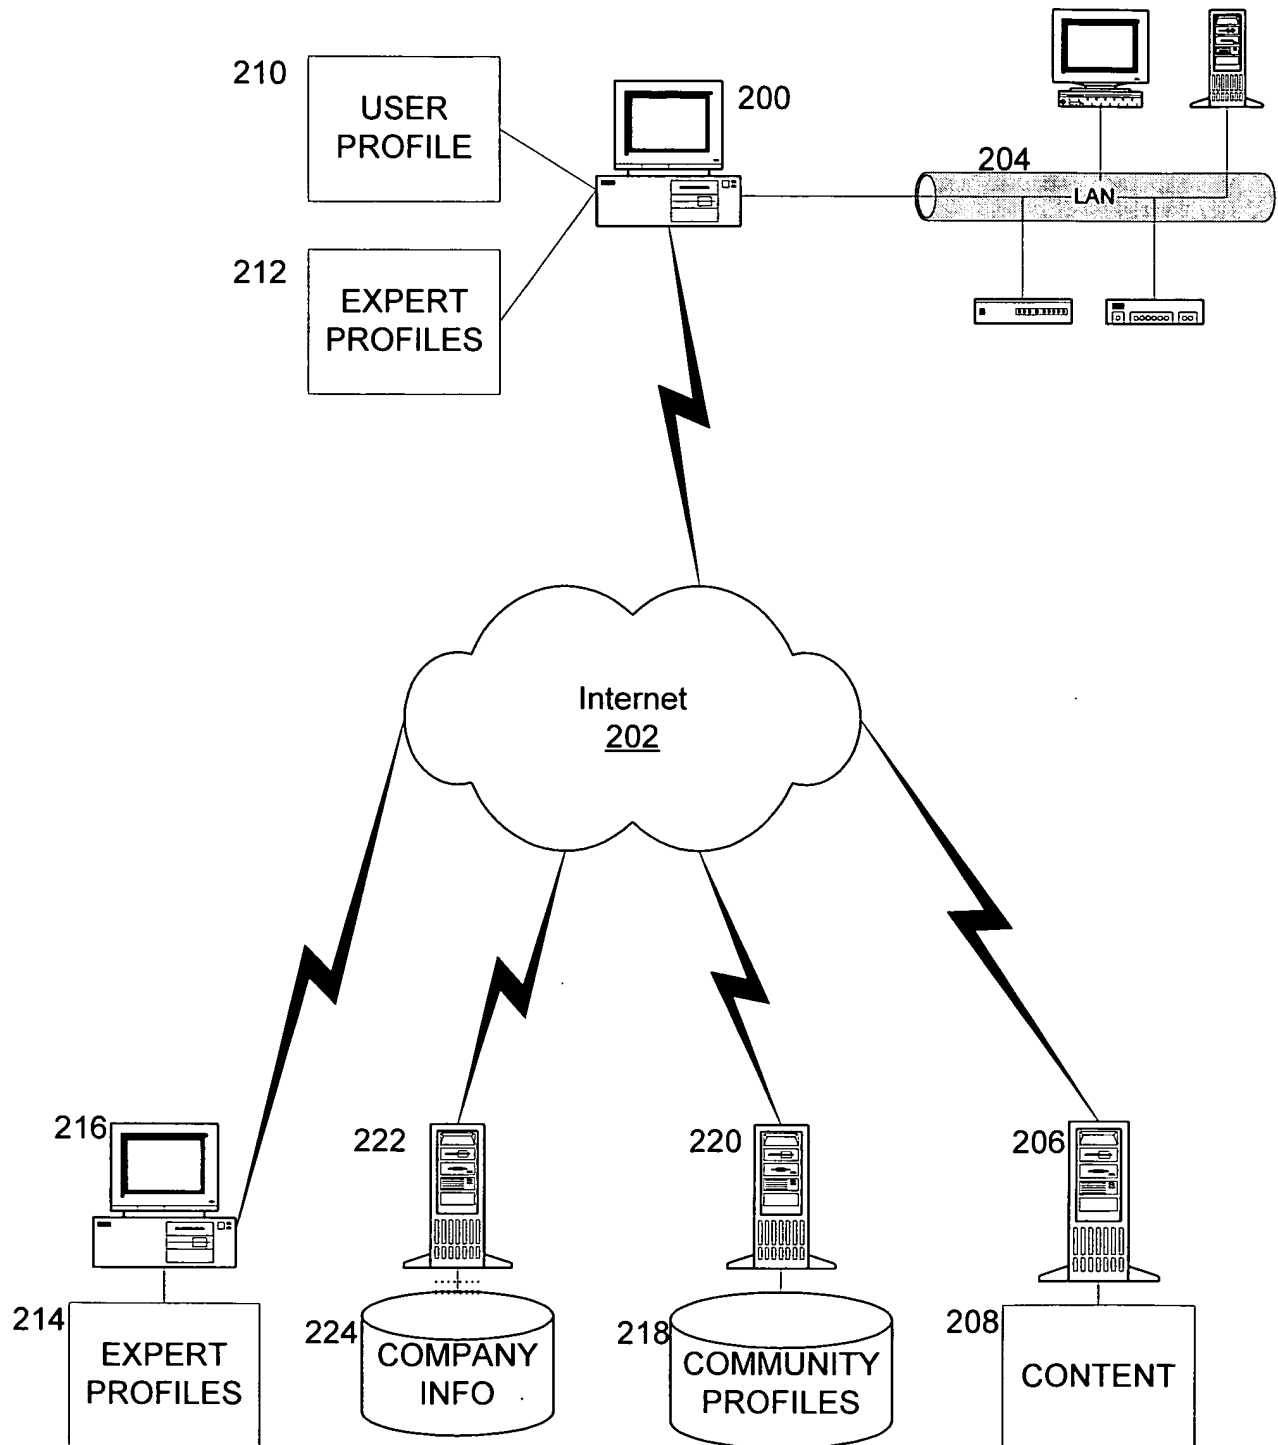 210
USER
PROFILE
200
204
LAN
212
EXPERT
PROFILES
Internet
202
216
222
220
206
214
EXPERT
PROFILES
224
COMPANY
INFO
218
COMMUNITY
PROFILES
208
CONTENT